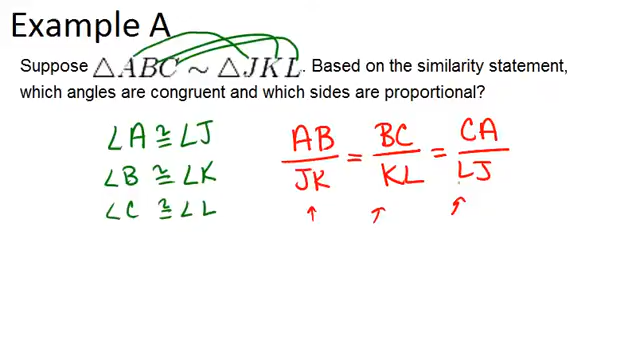 Example A
Suppose △ABC ~ △JKL. Based on the similarity statement,
which angles are congruent and which sides are proportional?
∠A ≅ ∠J
∠B ≅ ∠K
∠C ≅ ∠L
AB/JK = BC/KL = CA/LJ